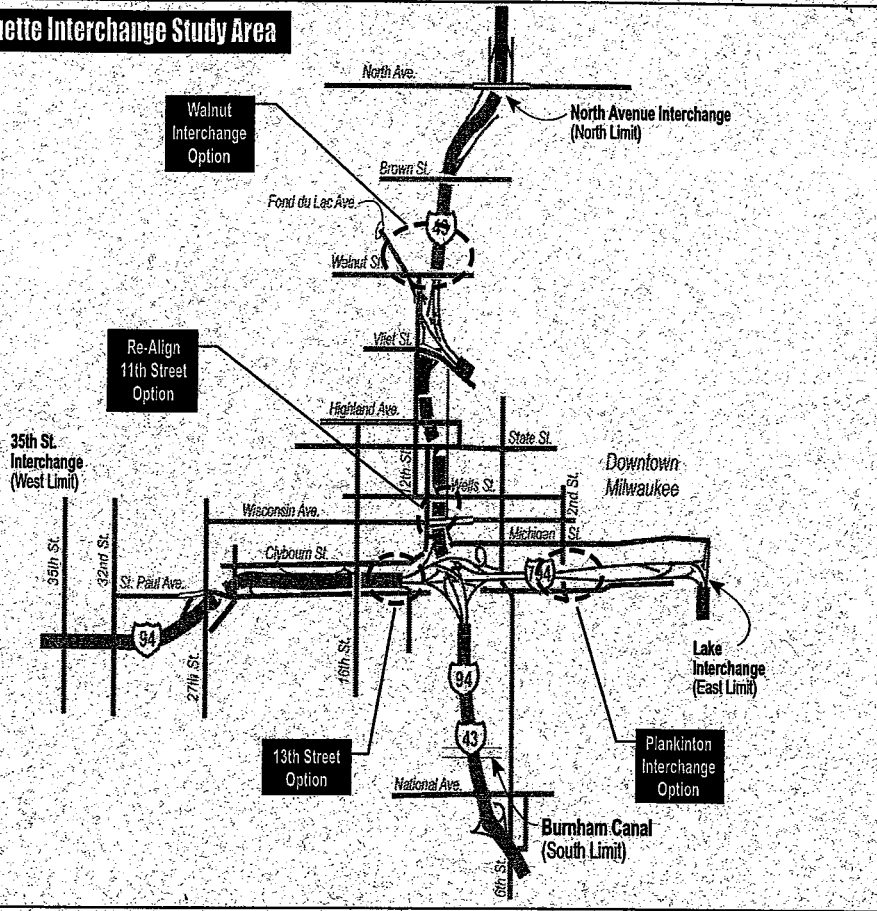 uette Interchange Study Area
North Ave.
Walnut
Interchange
Option
North Avenue Interchange
(North Limit)
Brown St.
Fond du Lac Ave.
43
Walnut St.
Vliet St.
Re-Align
11th Street
Option
Highland Ave.
State St.
35th St.
Interchange
(West Limit)
12th St.
Wells St.
2nd St.
Downtown
Milwaukee
Wisconsin Ave.
Michigan St.
Clybourn St.
35th St.
32nd St.
St. Paul Ave.
794
94
27th St.
16th St.
Lake
Interchange
(East Limit)
94
43
13th Street
Option
Plankinton
Interchange
Option
National Ave.
Burnham Canal
(South Limit)
6th St.